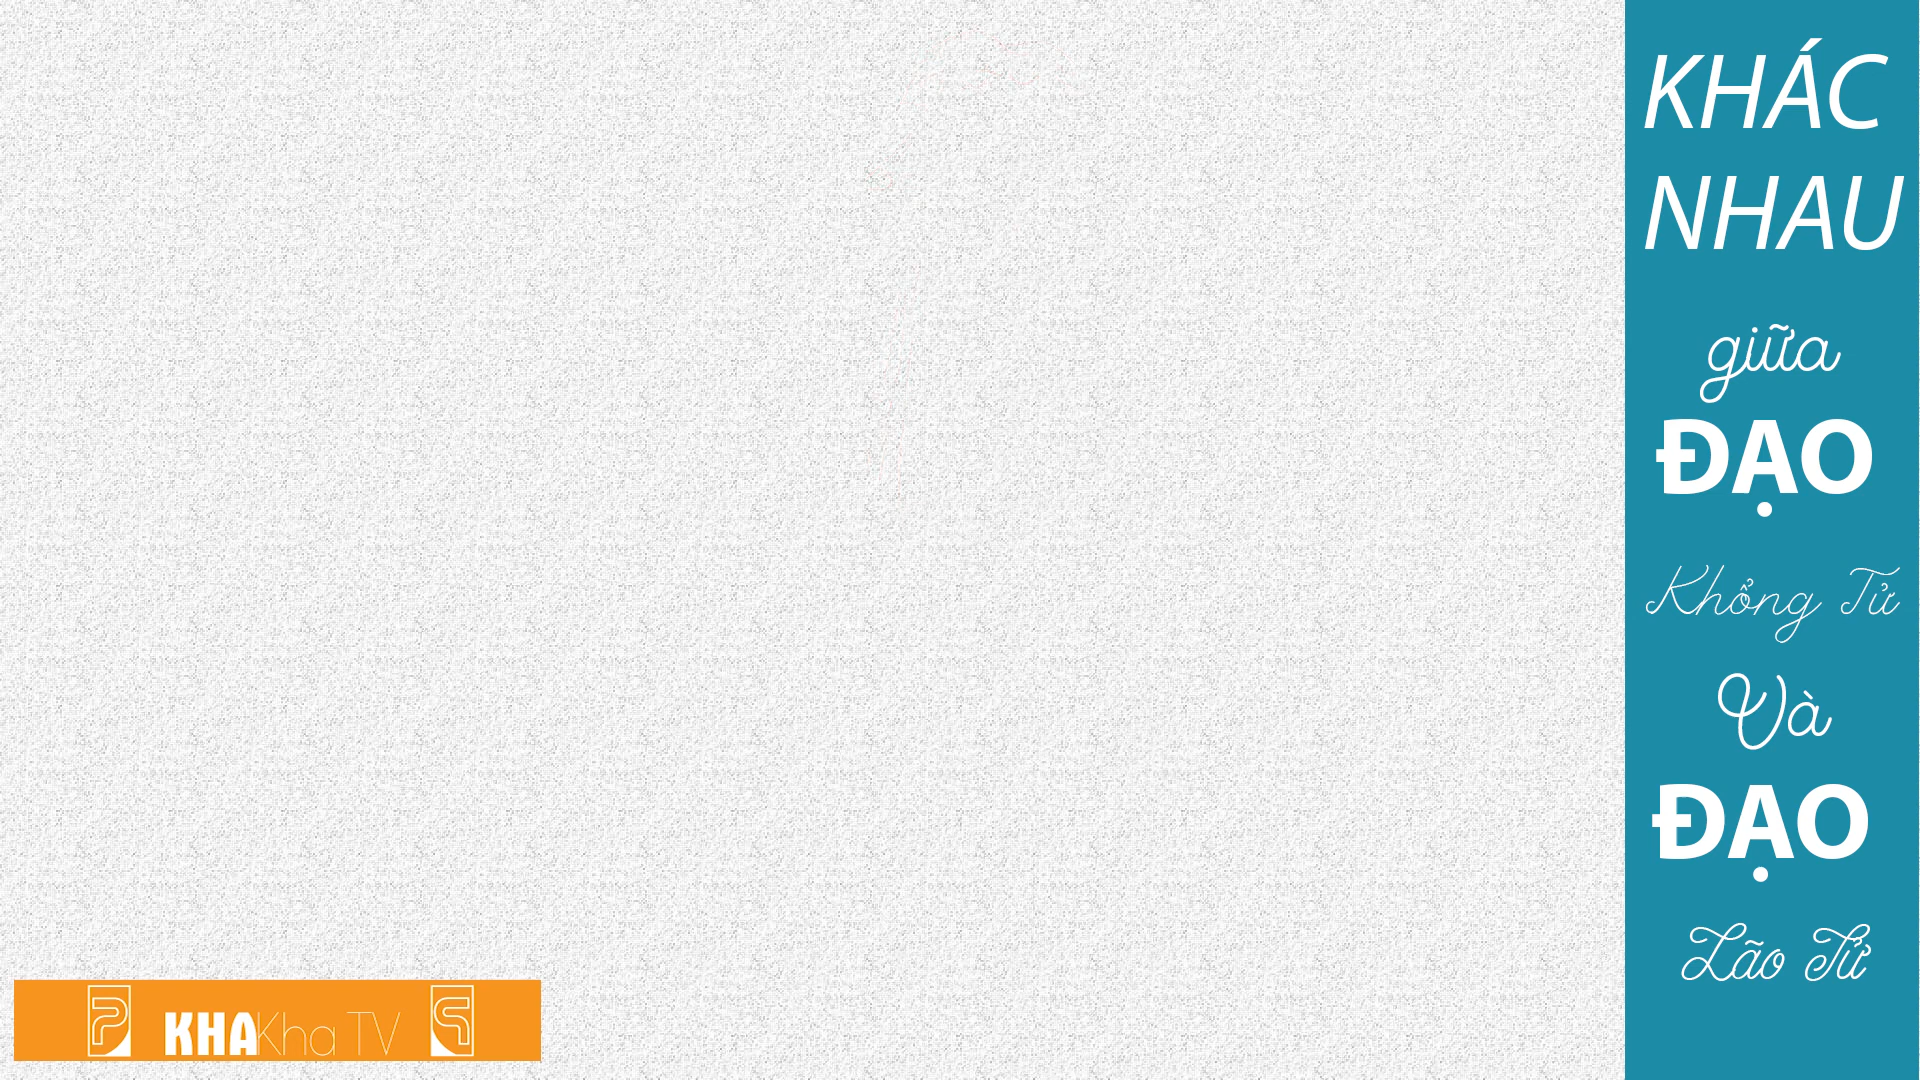 KHÁC
NHAU
giữa
ĐẠO
Khổng Tử
Và
ĐẠO
Lão Tử
KHAKha TV